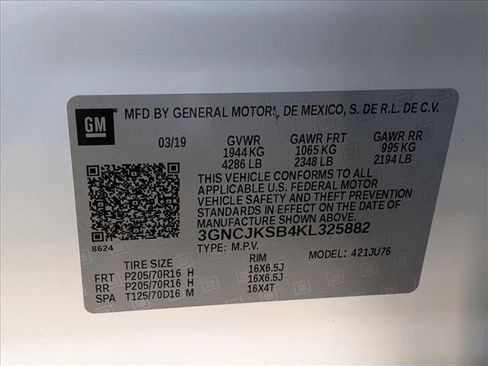 GM
MFD BY GENERAL MOTORS, DE MEXICO, S. DE R.L. DE C.V.
03/19 GVWR GAWR FRT GAWR RR
1944 KG 1065 KG 995 KG
4286 LB 2348 LB 2194 LB
THIS VEHICLE CONFORMS TO ALL
APPLICABLE U.S. FEDERAL MOTOR
VEHICLE SAFETY AND THEFT PREVENTION
STANDARDS IN EFFECT ON THE DATE OF
MANUFACTURE SHOWN ABOVE.
3GNCJKSB4KL325882
8624
TYPE: M.P.V. MODEL: 421JU76
TIRE SIZE RIM
FRT P205/70R16 H 16X6.5J
RR P205/70R16 H 16X6.5J
SPA T125/70D16 M 16X4T